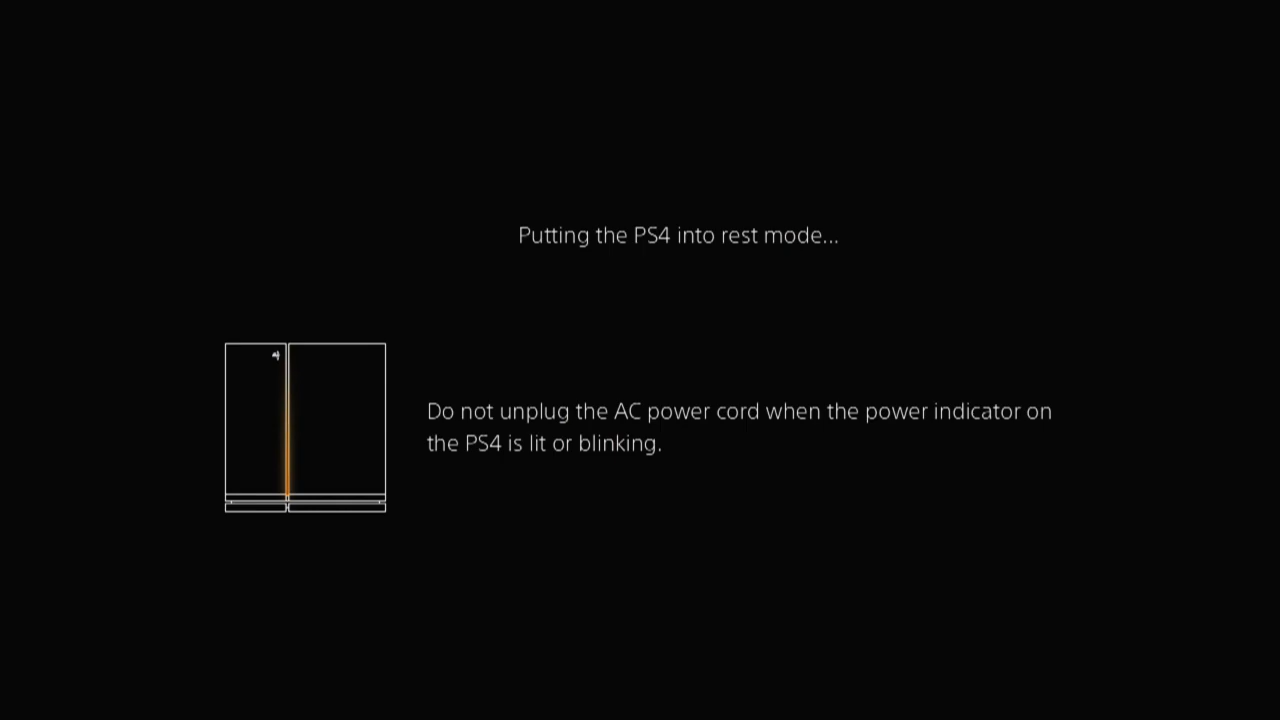 Putting the PS4 into rest mode...
Do not unplug the AC power cord when the power indicator on
the PS4 is lit or blinking.